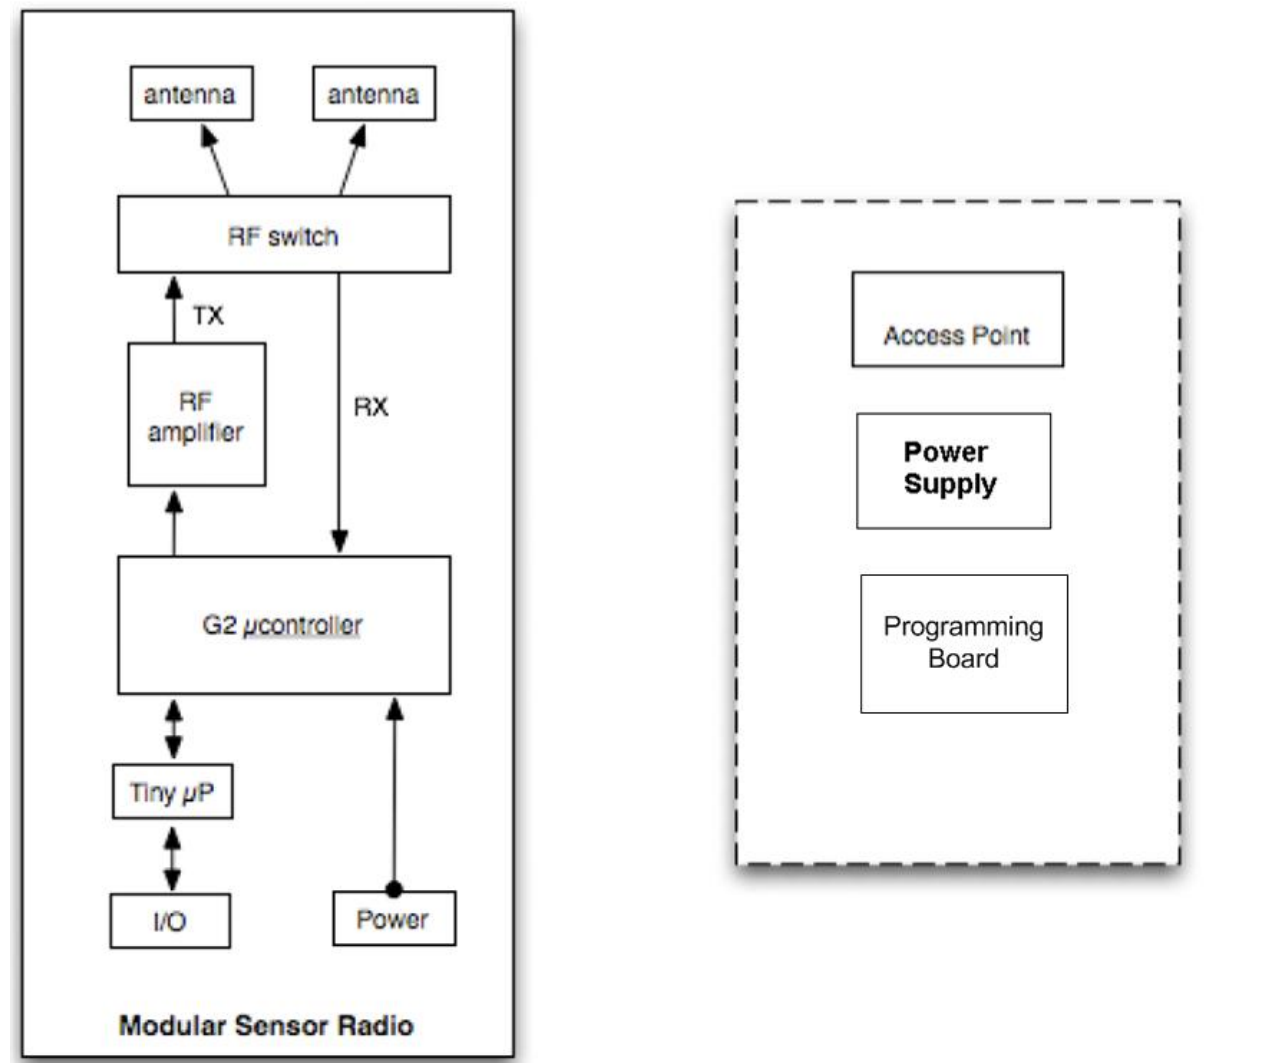 antenna
antenna
RF switch
TX
RF
amplifier
RX
G2 µcontroller
Tiny µP
I/O
Power
Modular Sensor Radio
Access Point
Power
Supply
Programming
Board